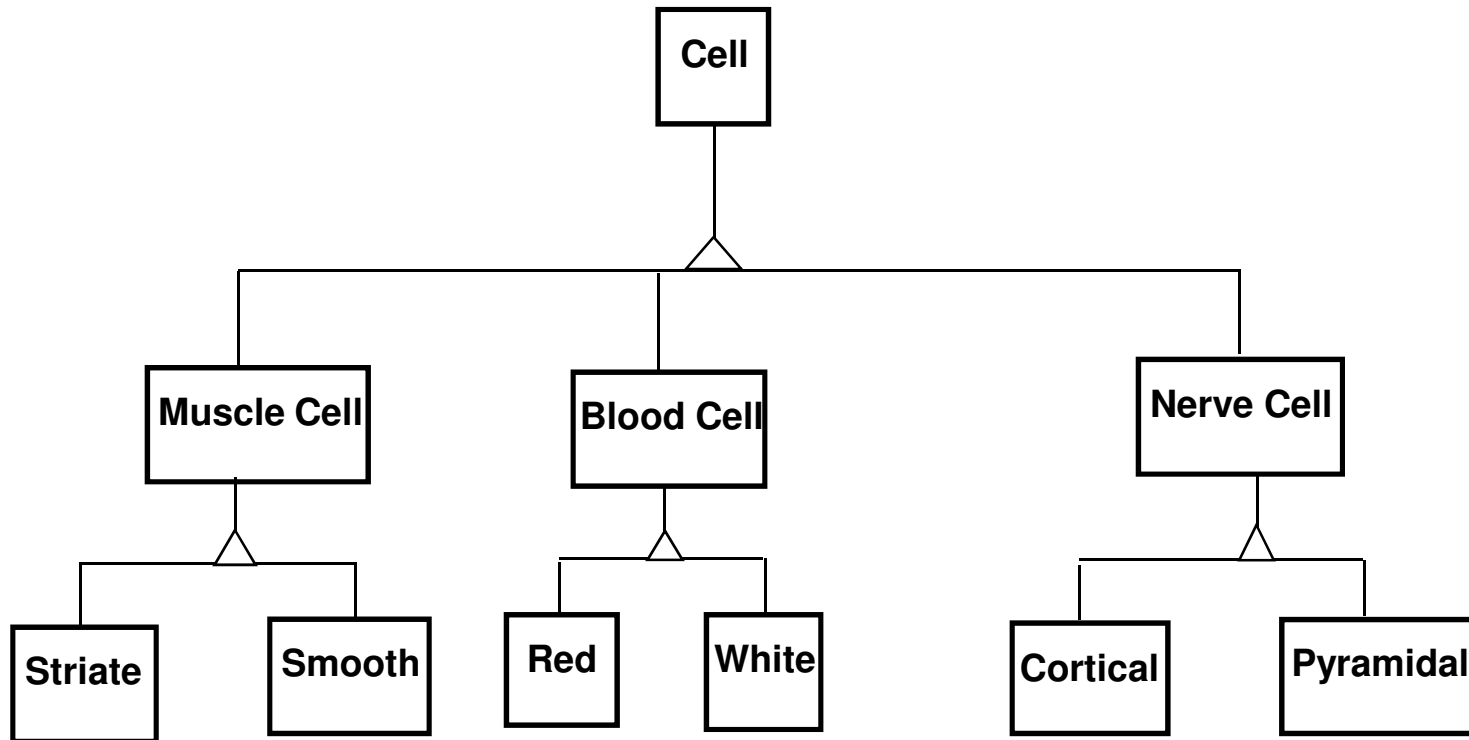 Cell
Muscle Cell
Blood Cell
Nerve Cell
Striate
Smooth
Red
White
Cortical
Pyramidal